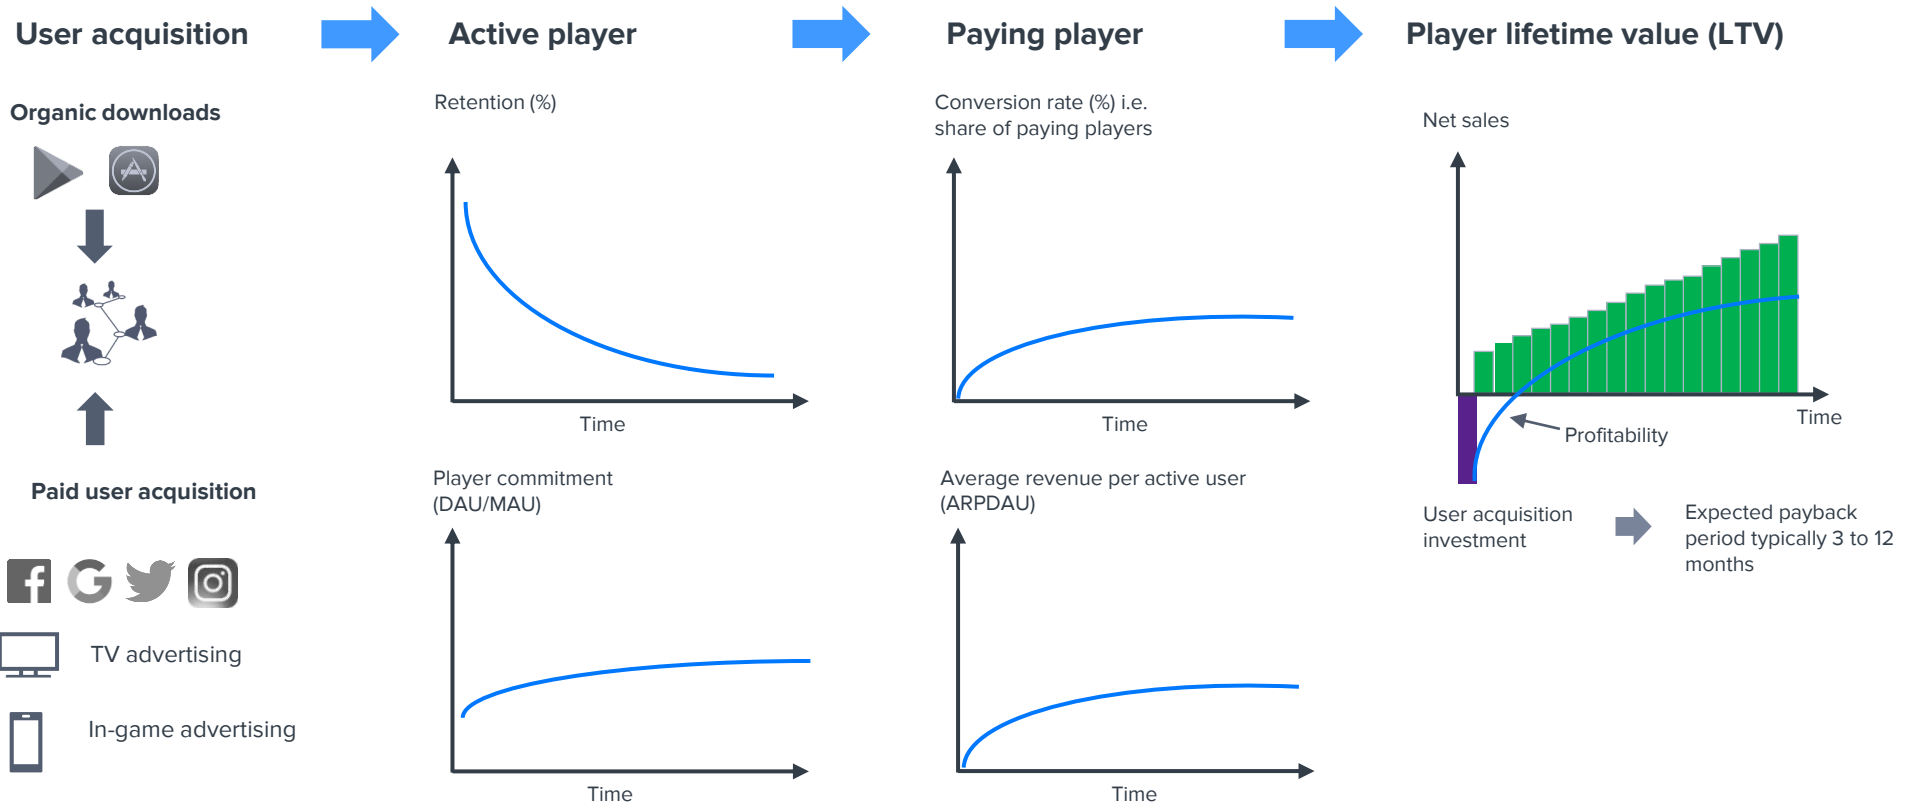 User acquisition
Active player
Paying player
Player lifetime value (LTV)
Organic downloads
Paid user acquisition
TV advertising
In-game advertising
Retention (%)
Time
Player commitment
(DAU/MAU)
Time
Conversion rate (%) i.e.
share of paying players
Time
Average revenue per active user
(ARPDAU)
Time
Net sales
Time
Profitability
User acquisition
investment
Expected payback
period typically 3 to 12
months